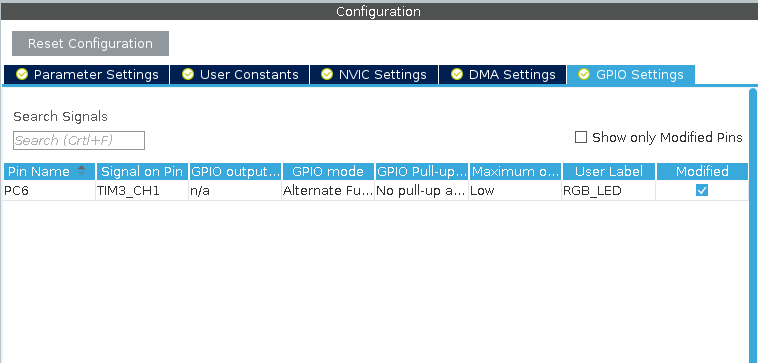 Configuration
Reset Configuration
Parameter Settings User Constants NVIC Settings DMA Settings GPIO Settings
Search Signals
Search (Crtl+F)
Show only Modified Pins
Pin Name Signal on Pin GPIO output... GPIO mode GPIO Pull-up... Maximum o... User Label Modified
PC6 TIM3_CH1 n/a Alternate Fu... No pull-up a... Low RGB_LED